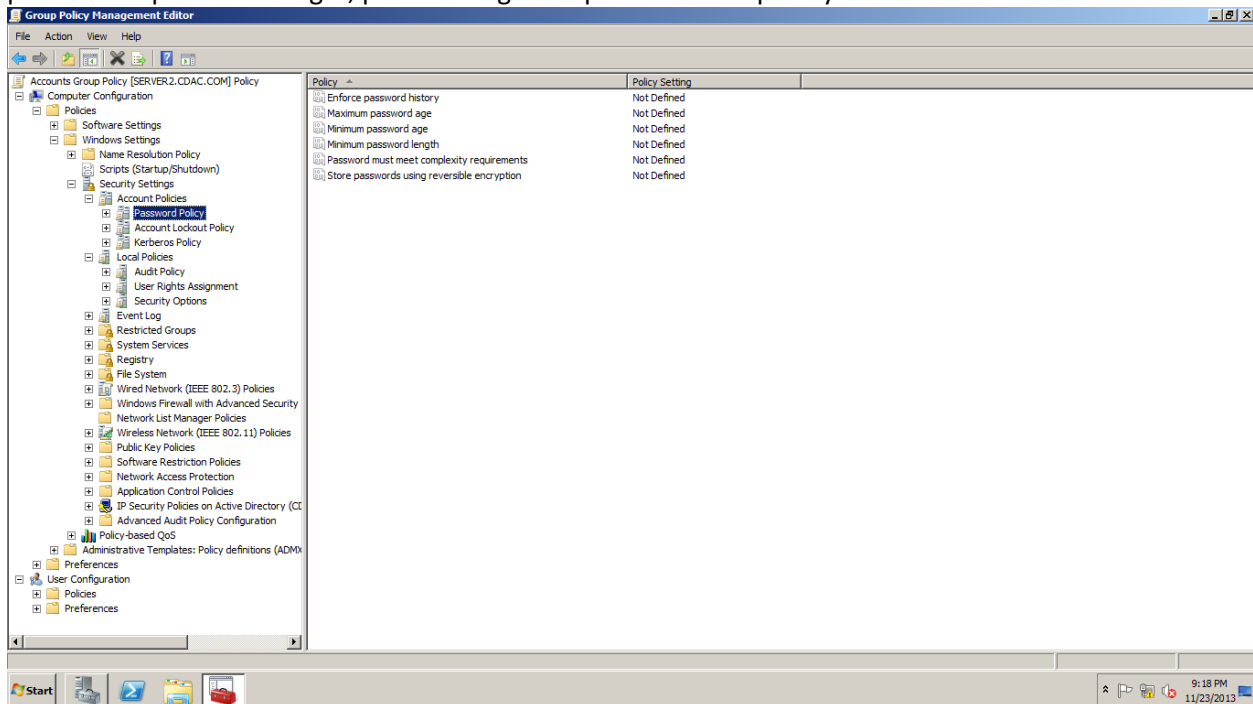 Group Policy Management Editor
File Action View Help
Accounts Group Policy [SERVER2.CDAC.COM] Policy
Computer Configuration
Policies
Software Settings
Windows Settings
Name Resolution Policy
Scripts (Startup/Shutdown)
Security Settings
Account Policies
Password Policy
Account Lockout Policy
Kerberos Policy
Local Policies
Audit Policy
User Rights Assignment
Security Options
Event Log
Restricted Groups
System Services
Registry
File System
Wired Network (IEEE 802.3) Policies
Windows Firewall with Advanced Security
Network List Manager Policies
Wireless Network (IEEE 802.11) Policies
Public Key Policies
Software Restriction Policies
Network Access Protection
Application Control Policies
IP Security Policies on Active Directory (CD
Advanced Audit Policy Configuration
Policy-based QoS
Administrative Templates: Policy definitions (ADMX
Preferences
User Configuration
Policies
Preferences
Policy Policy Setting
Enforce password history Not Defined
Maximum password age Not Defined
Minimum password age Not Defined
Minimum password length Not Defined
Password must meet complexity requirements Not Defined
Store passwords using reversible encryption Not Defined
Start
9:18 PM
11/23/2013